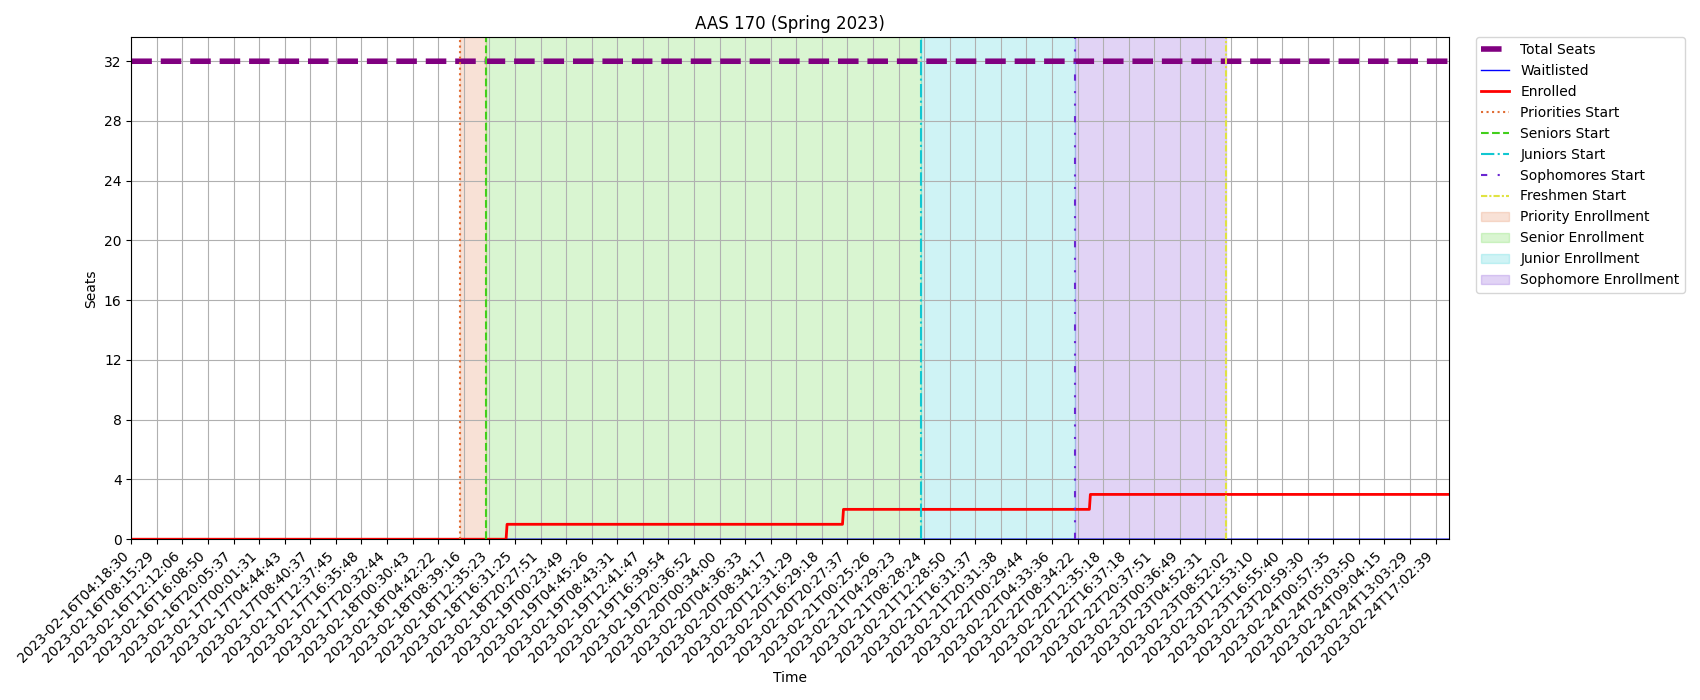 AAS 170 (Spring 2023)
Seats
32
28
24
20
16
12
8
4
0
2023-02-16T04:18:30
2023-02-16T08:15:29
2023-02-16T12:12:06
2023-02-16T16:08:50
2023-02-16T20:05:37
2023-02-17T00:01:31
2023-02-17T04:44:43
2023-02-17T08:40:37
2023-02-17T12:37:45
2023-02-17T16:35:48
2023-02-17T20:32:44
2023-02-18T00:30:43
2023-02-18T04:42:22
2023-02-18T08:39:16
2023-02-18T12:35:23
2023-02-18T16:31:25
2023-02-18T20:27:51
2023-02-19T00:23:49
2023-02-19T04:45:26
2023-02-19T08:43:31
2023-02-19T12:41:47
2023-02-19T16:39:54
2023-02-19T20:36:52
2023-02-20T00:34:00
2023-02-20T04:36:33
2023-02-20T08:34:17
2023-02-20T12:31:29
2023-02-20T16:29:18
2023-02-20T20:27:37
2023-02-21T00:25:26
2023-02-21T04:29:23
2023-02-21T08:28:24
2023-02-21T12:28:50
2023-02-21T16:31:37
2023-02-21T20:31:38
2023-02-22T00:29:44
2023-02-22T04:33:36
2023-02-22T08:34:22
2023-02-22T12:35:18
2023-02-22T16:37:18
2023-02-22T20:37:51
2023-02-23T00:36:49
2023-02-23T04:52:31
2023-02-23T08:52:02
2023-02-23T12:53:10
2023-02-23T16:55:40
2023-02-23T20:59:30
2023-02-24T00:57:35
2023-02-24T05:03:50
2023-02-24T09:04:15
2023-02-24T13:03:29
2023-02-24T17:02:39
Time
Total Seats
Waitlisted
Enrolled
Priorities Start
Seniors Start
Juniors Start
Sophomores Start
Freshmen Start
Priority Enrollment
Senior Enrollment
Junior Enrollment
Sophomore Enrollment